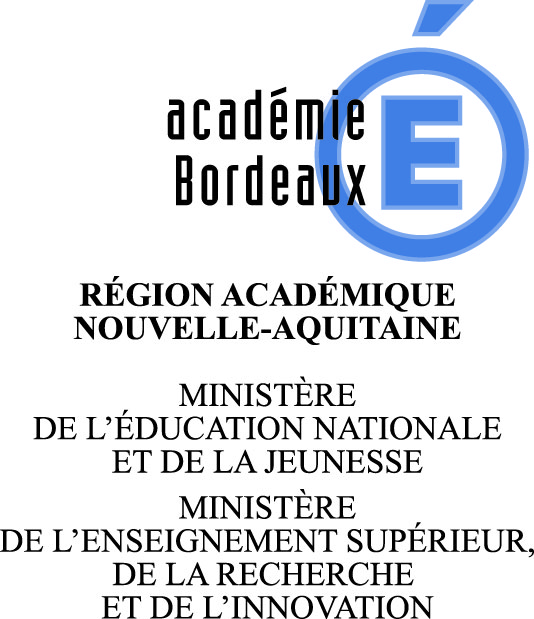 académie
Bordeaux
É
RÉGION ACADÉMIQUE
NOUVELLE-AQUITAINE
MINISTÈRE
DE L’ÉDUCATION NATIONALE
ET DE LA JEUNESSE
MINISTÈRE
DE L’ENSEIGNEMENT SUPÉRIEUR,
DE LA RECHERCHE
ET DE L’INNOVATION